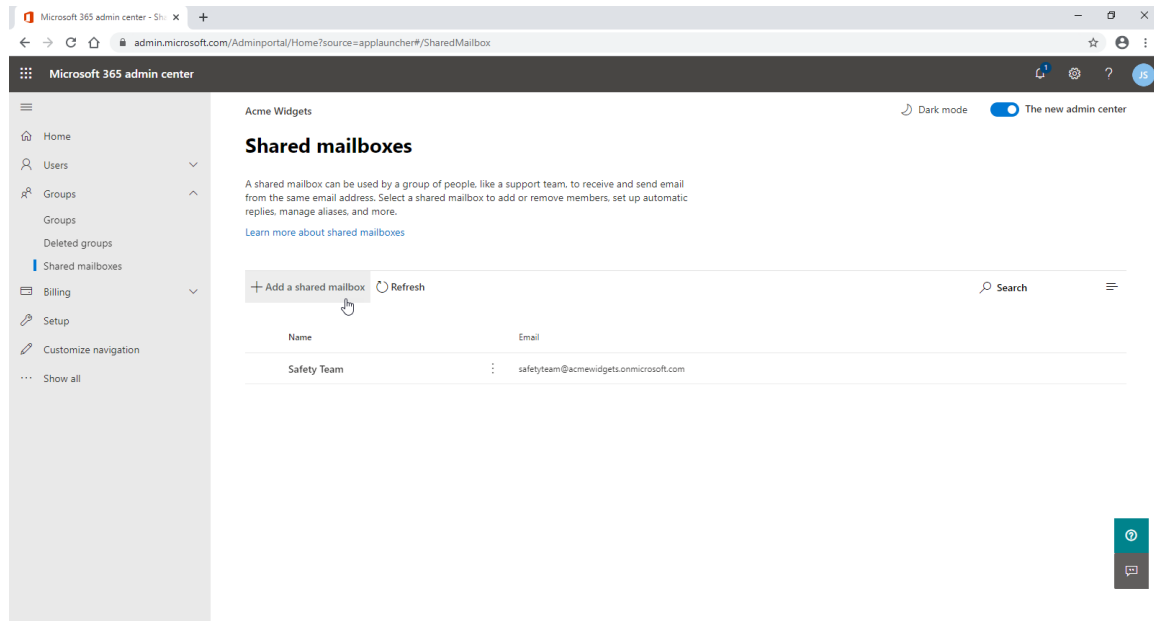 Microsoft 365 admin center - Sha
admin.microsoft.com/Adminportal/Home?source=applauncher#/SharedMailbox
Microsoft 365 admin center
1
?
JS
Acme Widgets
Dark mode
The new admin center
Home
Users
Groups
Groups
Deleted groups
Shared mailboxes
Billing
Setup
Customize navigation
Show all
Shared mailboxes
A shared mailbox can be used by a group of people, like a support team, to receive and send email
from the same email address. Select a shared mailbox to add or remove members, set up automatic
replies, manage aliases, and more.
Learn more about shared mailboxes
Add a shared mailbox
Refresh
Search
Name
Email
Safety Team
safetyteam@acmewidgets.onmicrosoft.com